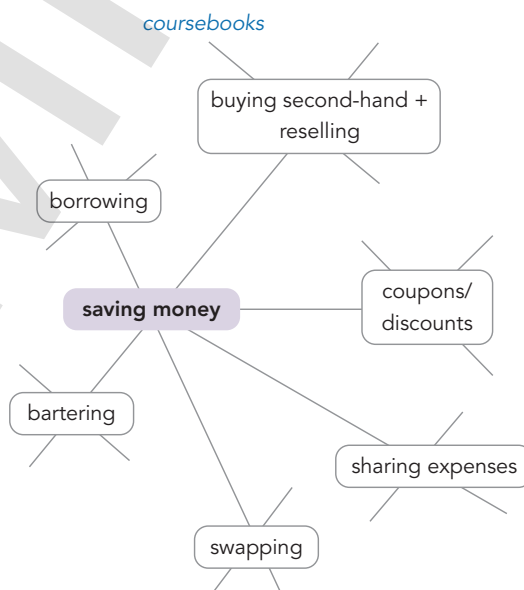 coursebooks
buying second-hand +
reselling
borrowing
coupons/
discounts
saving money
bartering
sharing expenses
swapping